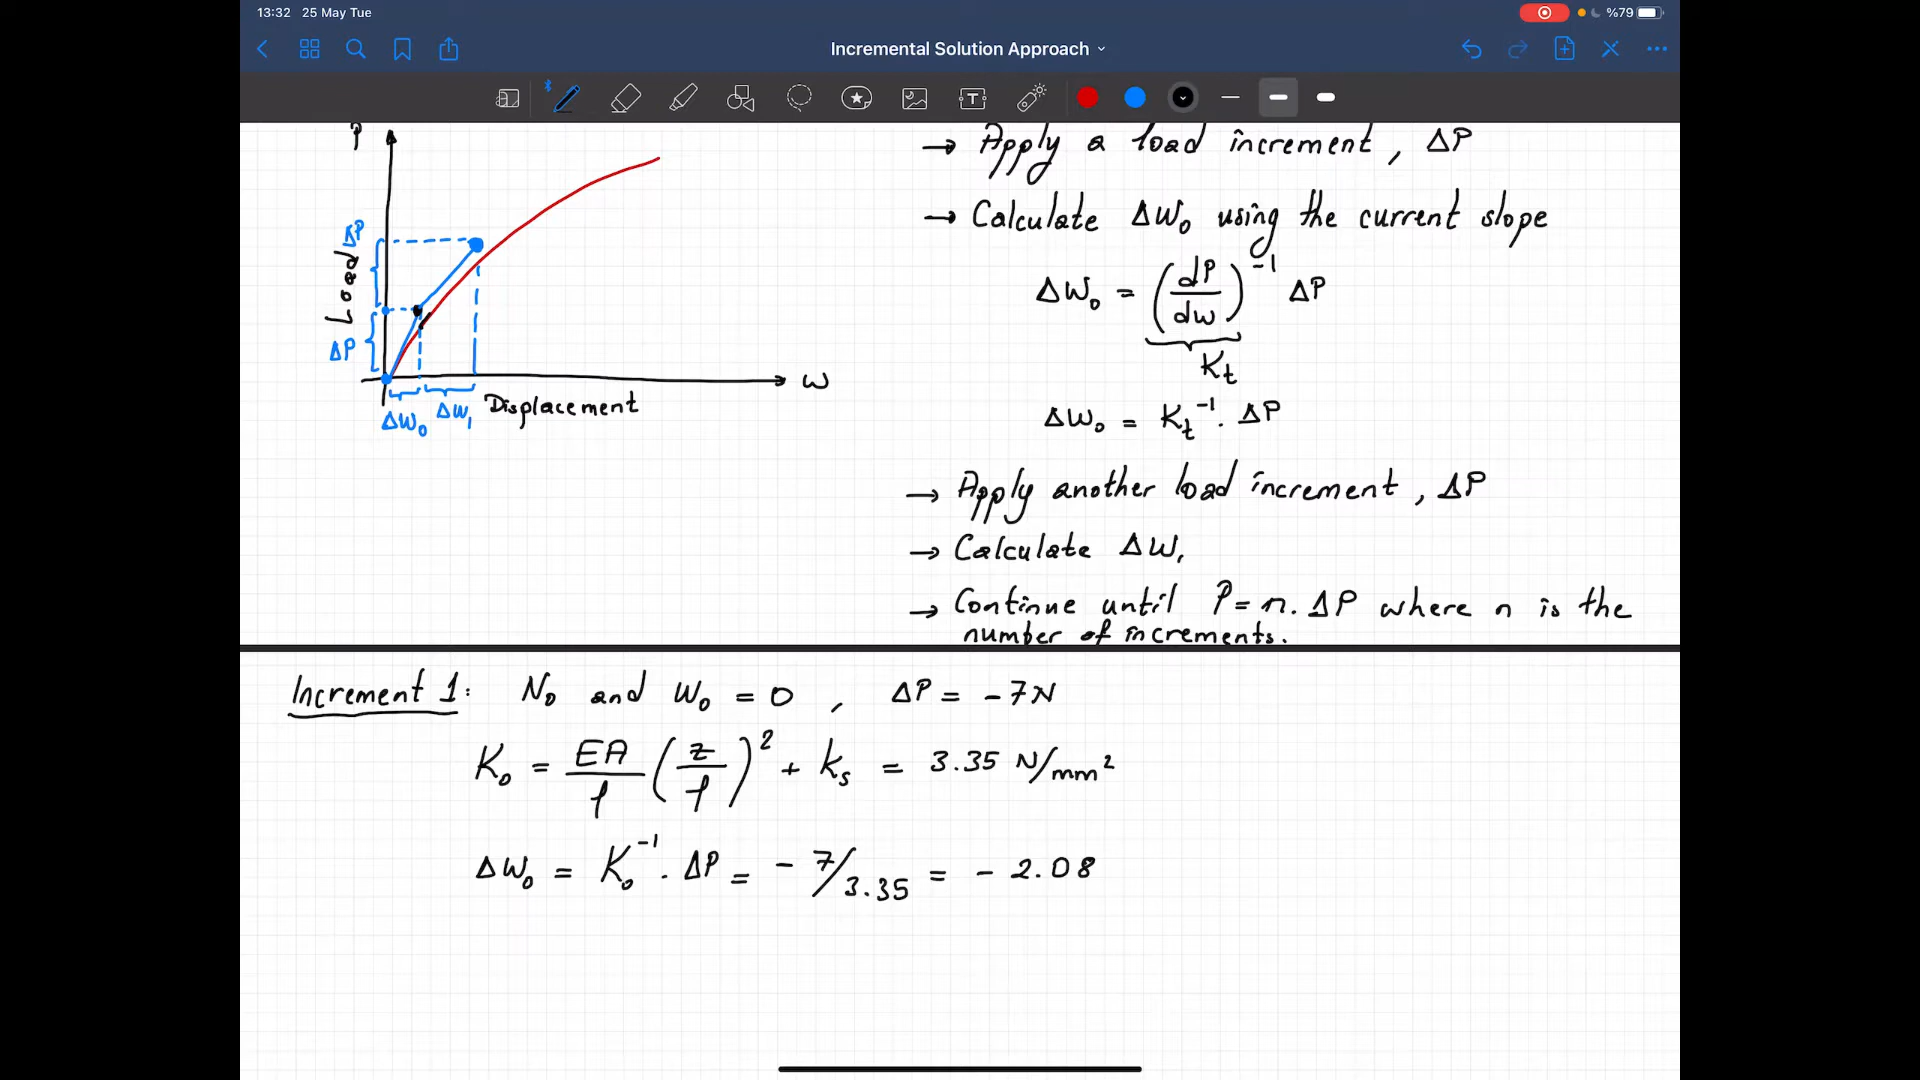 13:32 25 May Tue
%79
Incremental Solution Approach
P
Load
ΔP
ΔP
ΔW₀
ΔW₁
Displacement
w
→ Apply a load increment, ΔP
→ Calculate ΔW₀ using the current slope
ΔW₀ = (dP/dw)⁻¹ ΔP
Kt
ΔW₀ = Kt⁻¹ . ΔP
→ Apply another load increment, ΔP
→ Calculate ΔW₁
→ Continue until P = n. ΔP where n is the
number of increments.
Increment 1: N₀ and W₀ = 0 , ΔP = -7N
K₀ = EA/l (z/l)² + ks = 3.35 N/mm²
ΔW₀ = K₀⁻¹ . ΔP = - 7/3.35 = - 2.08